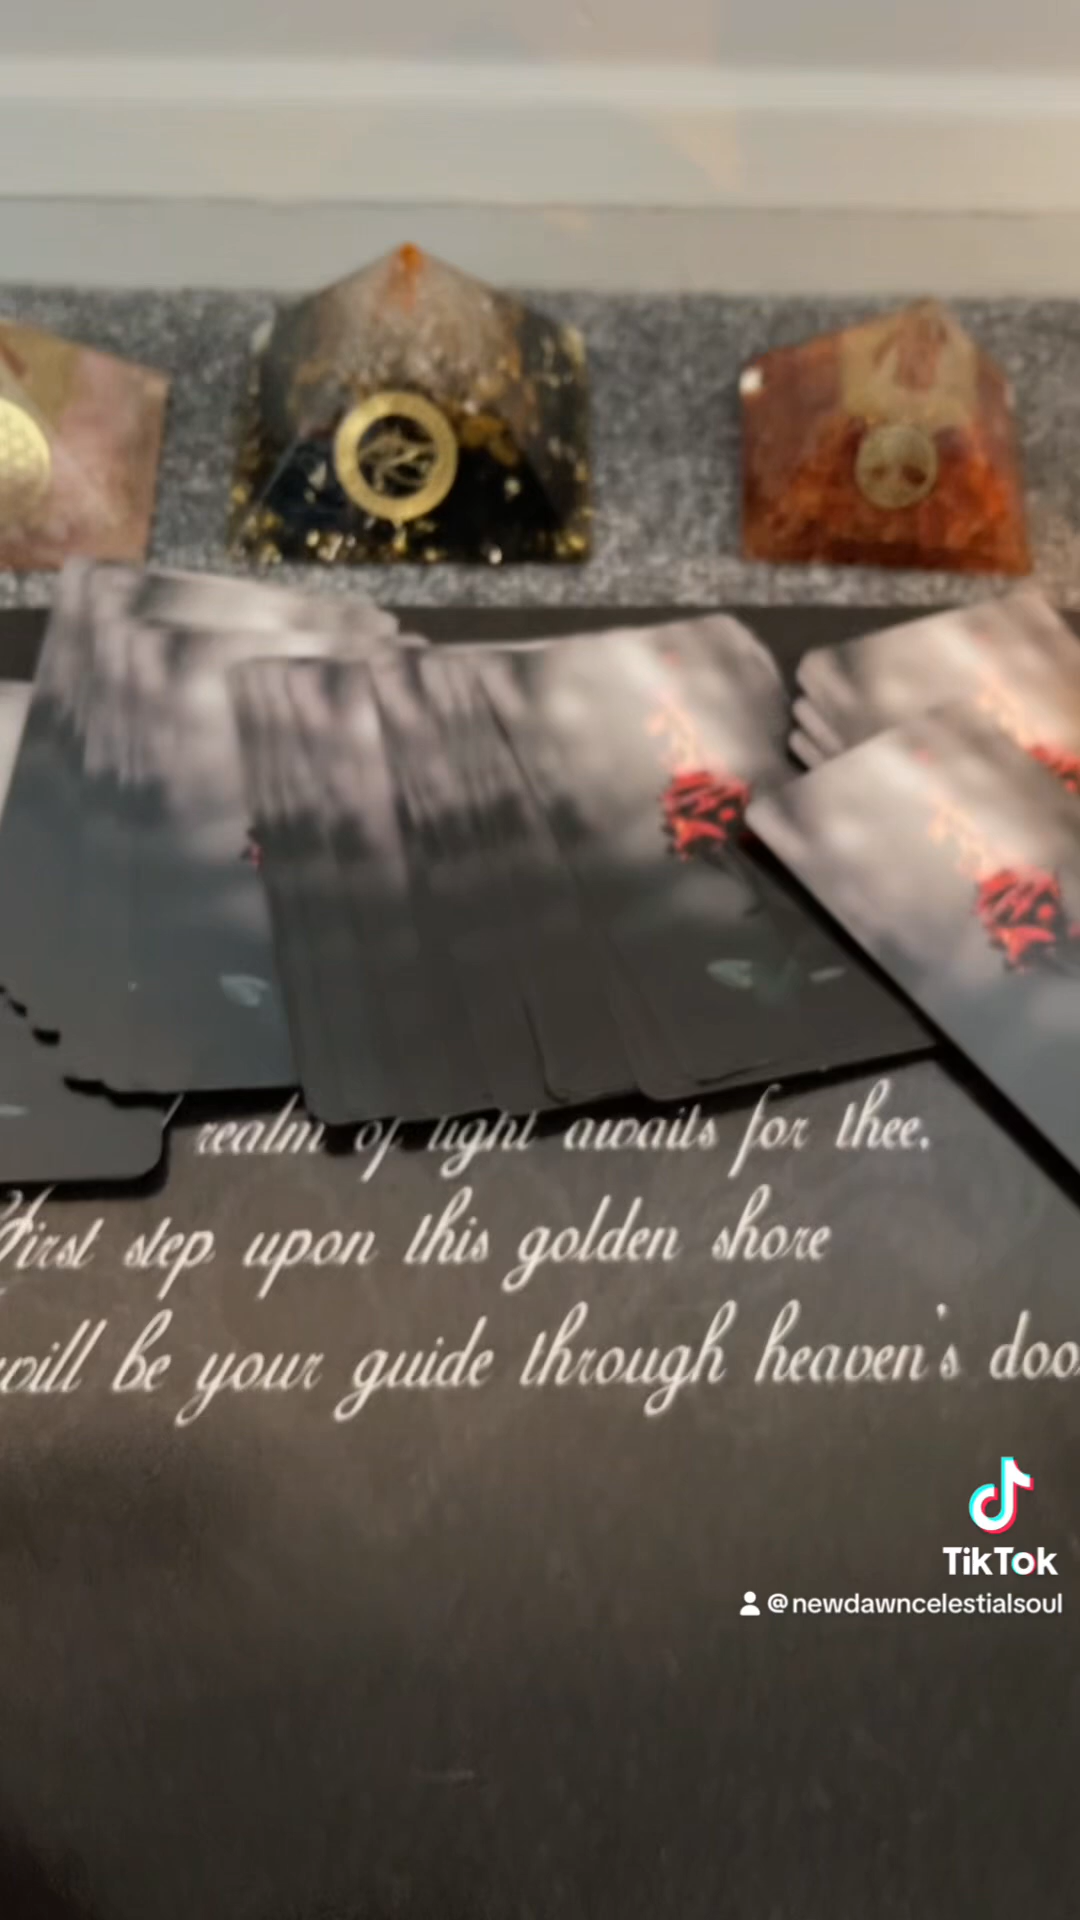 realm of light awaits for thee.
First step upon this golden shore
will be your guide through heaven's
TikTok
@newdawncelestialsoul